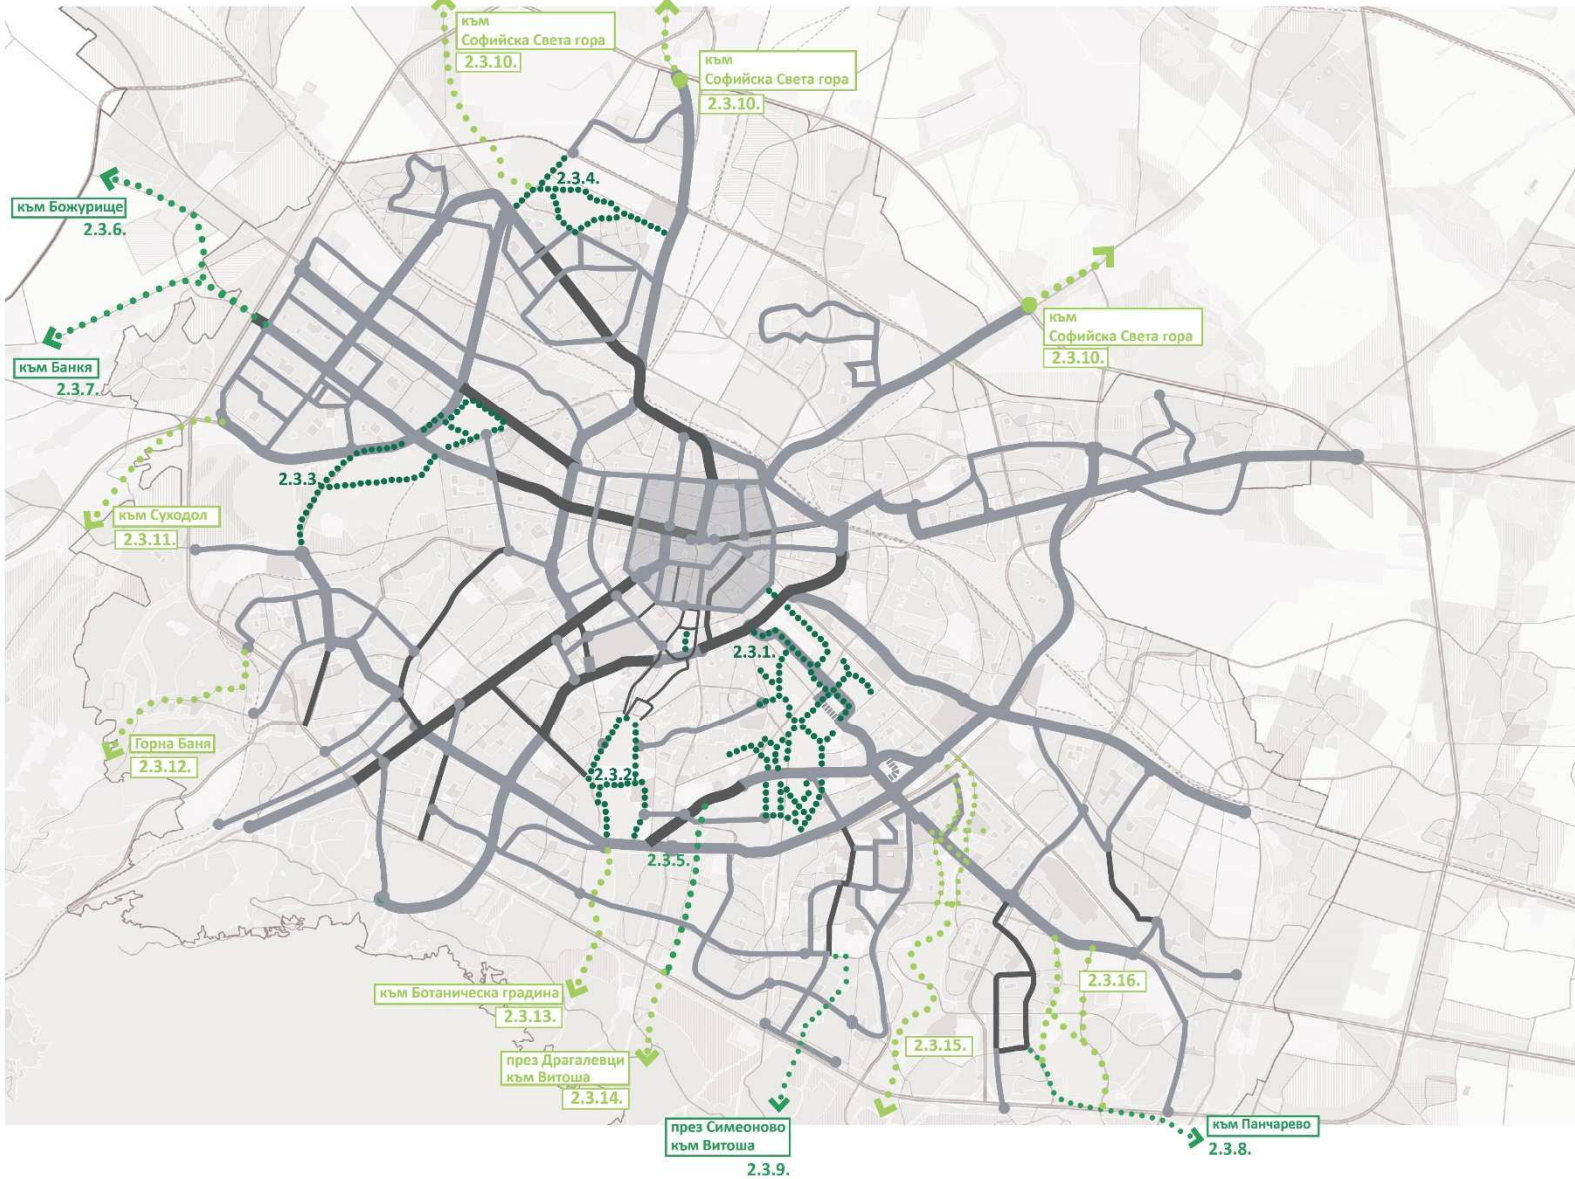 към
Софийска Света гора
2.3.10.
към
Софийска Света гора
2.3.10.
2.3.4.
към Божурище
2.3.6.
към
Софийска Света гора
2.3.10.
към Банкя
2.3.7.
2.3.3.
към Суходол
2.3.11.
2.3.1.
Горна Баня
2.3.12.
2.3.2.
2.3.5.
към Ботаническа градина
2.3.13.
2.3.16.
2.3.15.
през Драгалевци
към Витоша
2.3.14.
през Симеоново
към Витоша
2.3.9.
към Панчарево
2.3.8.